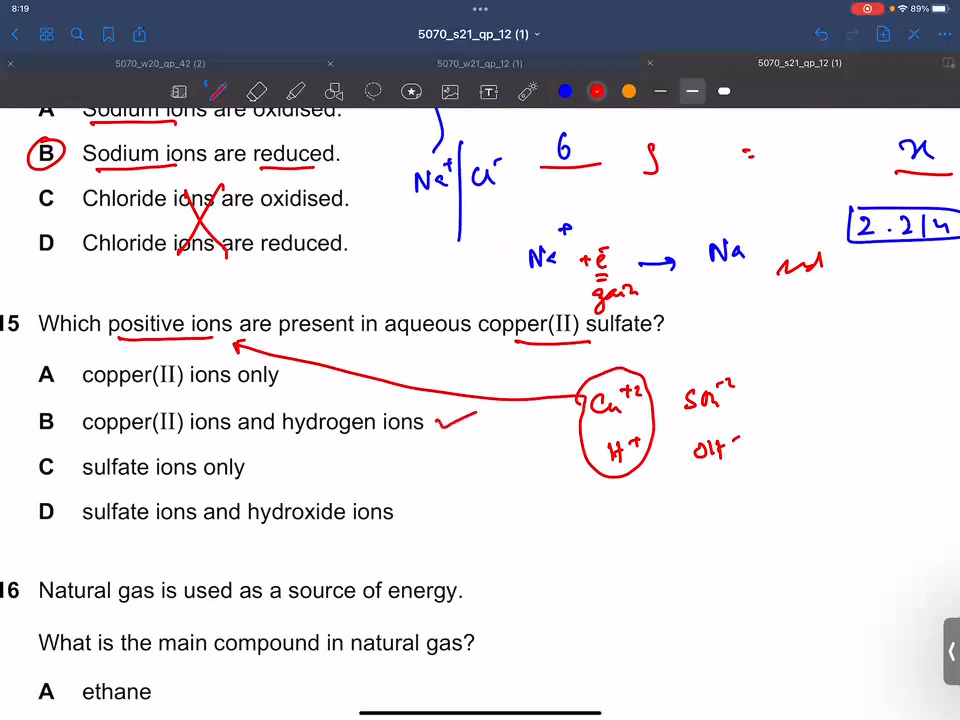 8:19
89%
5070_s21_qp_12 (1)
5070_w20_qp_42 (2)
5070_w21_qp_12 (1)
5070_s21_qp_12 (1)
A Sodium ions are oxidised.
B Sodium ions are reduced.
C Chloride ions are oxidised.
D Chloride ions are reduced.
Na+ Cl-
6 = x
2.214
Na+ + e → Na
gain
15 Which positive ions are present in aqueous copper(II) sulfate?
A copper(II) ions only
B copper(II) ions and hydrogen ions
C sulfate ions only
D sulfate ions and hydroxide ions
Cu+2 SO4-2
H+ OH-
16 Natural gas is used as a source of energy.
What is the main compound in natural gas?
A ethane